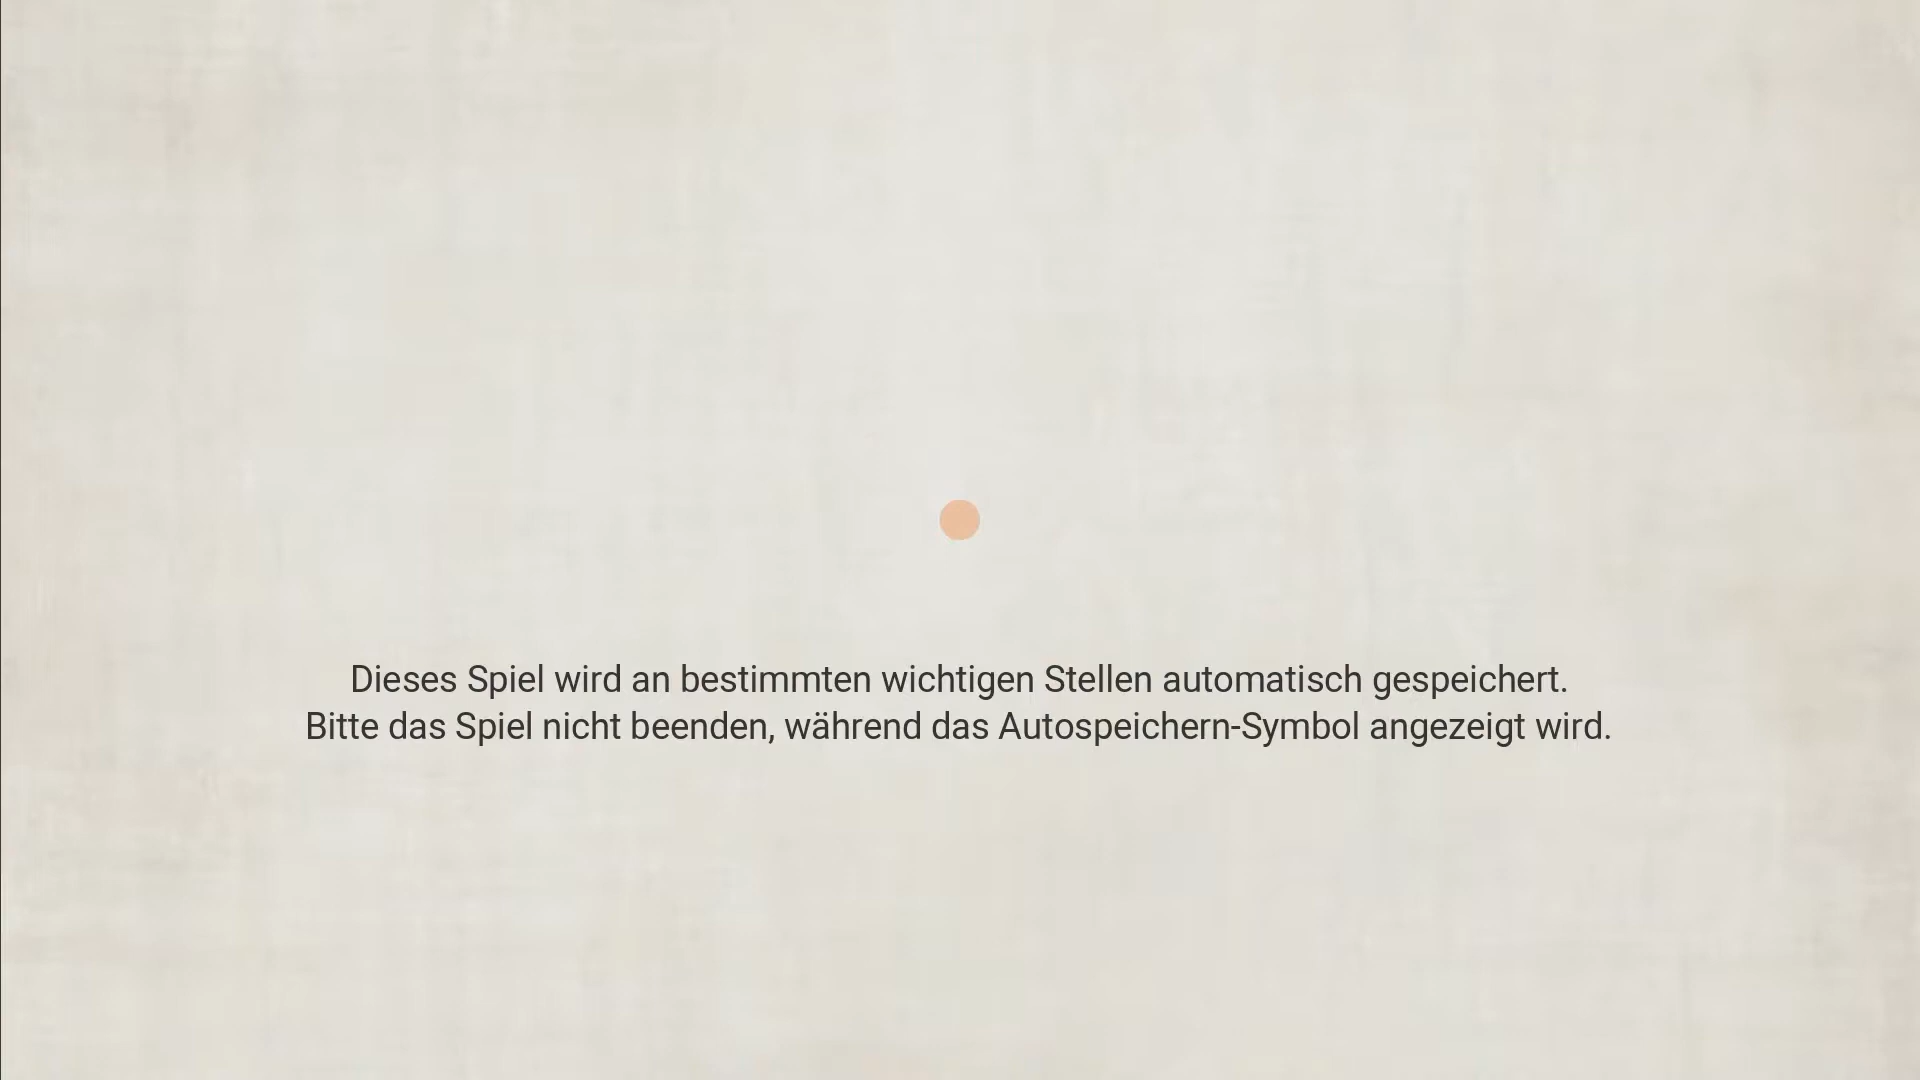 Dieses Spiel wird an bestimmten wichtigen Stellen automatisch gespeichert.
Bitte das Spiel nicht beenden, während das Autospeichern-Symbol angezeigt wird.